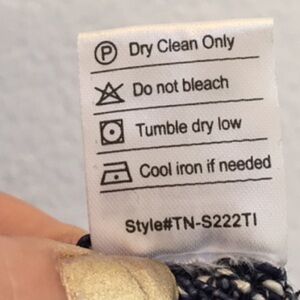 P Dry Clean Only
Do not bleach
Tumble dry low
Cool iron if needed
Style#TN-S222TI